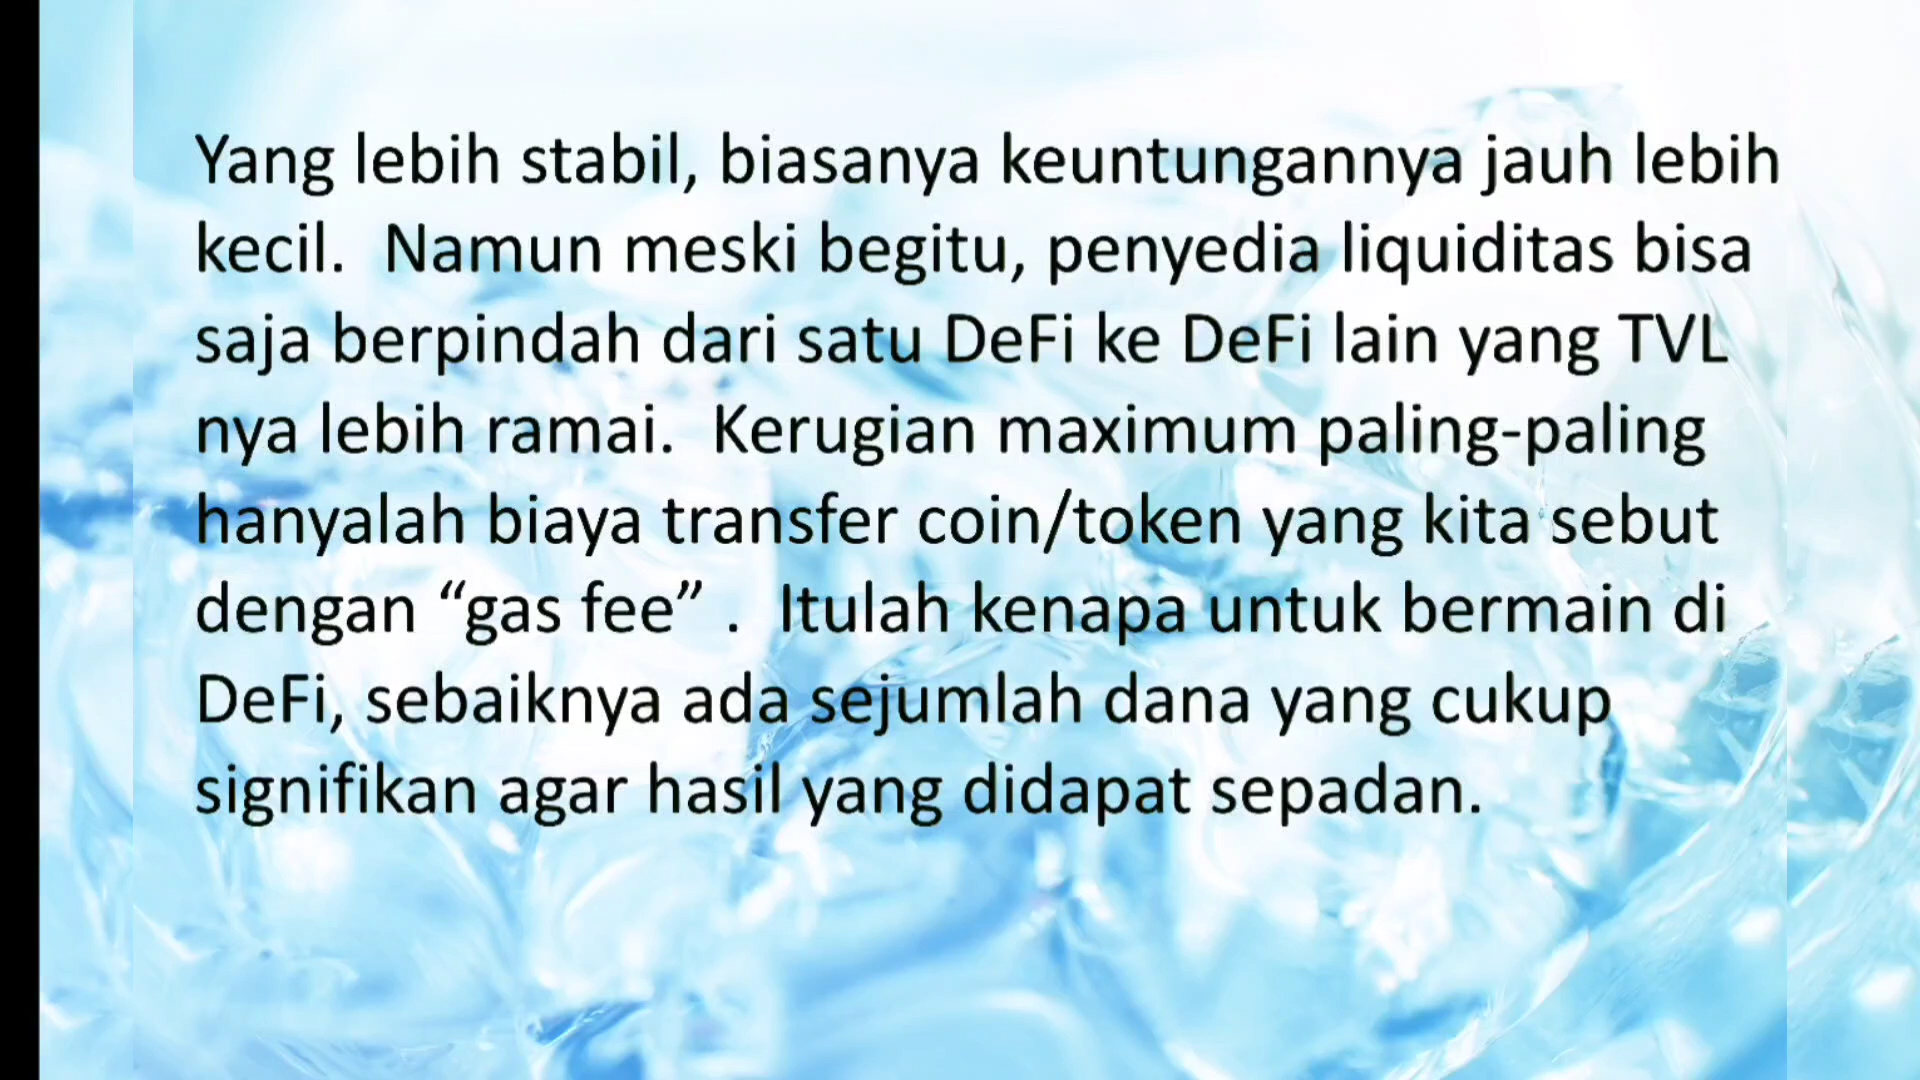 Yang lebih stabil, biasanya keuntungannya jauh lebih
kecil.  Namun meski begitu, penyedia liquiditas bisa
saja berpindah dari satu DeFi ke DeFi lain yang TVL
nya lebih ramai.  Kerugian maximum paling-paling
hanyalah biaya transfer coin/token yang kita sebut
dengan “gas fee” .  Itulah kenapa untuk bermain di
DeFi, sebaiknya ada sejumlah dana yang cukup
signifikan agar hasil yang didapat sepadan.